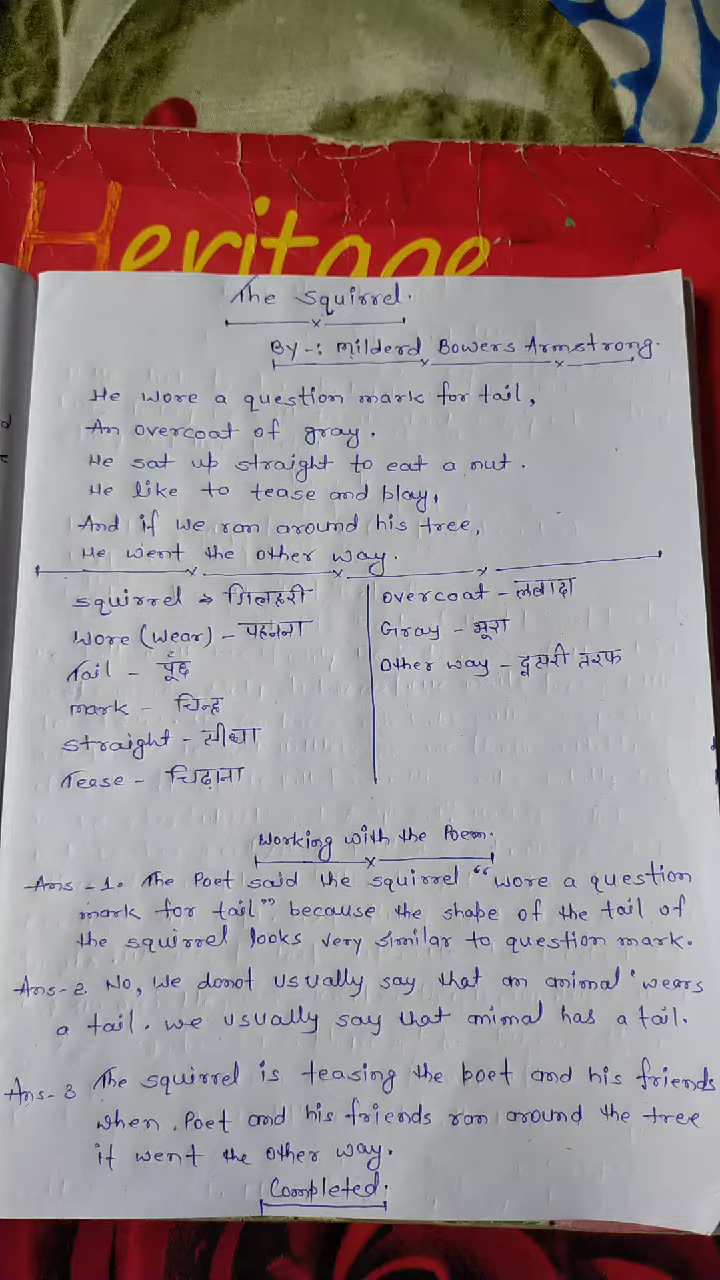 Heritage
The Squirrel.
By-: Milderd Bowers Armstrong.
He wore a question mark for tail,
An overcoat of gray.
He sat up straight to eat a nut.
He like to tease and play,
And if we ran around his tree,
He went the other way.
Squirrel → गिलहरी
Wore (Wear) - पहनना
Tail - पूँछ
mark - चिन्ह
straight - सीधा
Tease - चिढ़ाना
Overcoat - लबादा
Gray - भूरा
Other way - दूसरी तरफ
Working with the Poem.
Ans-1. The Poet said the squirrel "wore a question
mark for tail" because the shape of the tail of
the squirrel looks very similar to question mark.
Ans-2. No, We donot usually say that an animal 'wears
a tail. we usually say that animal has a tail.
Ans-3 The squirrel is teasing the poet and his friends
when. Poet and his friends ran around the tree
it went the other way.
Completed.